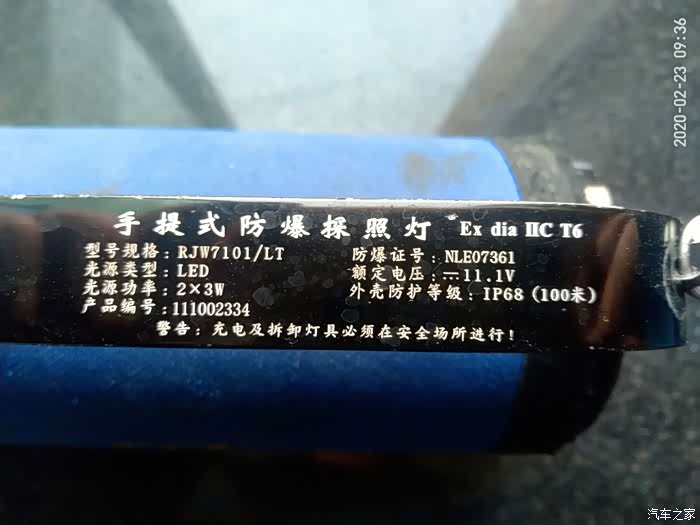 手提式防爆探照灯 Ex dia IIC T6
型号规格：RJW7101/LT 防爆证号：NLE07361
光源类型：LED 额定电压：⎓11.1V
光源功率：2×3W 外壳防护等级：IP68（100米）
产品编号：111002334
警告：充电及拆卸灯具必须在安全场所进行！
2020-02-23 09:36
汽车之家